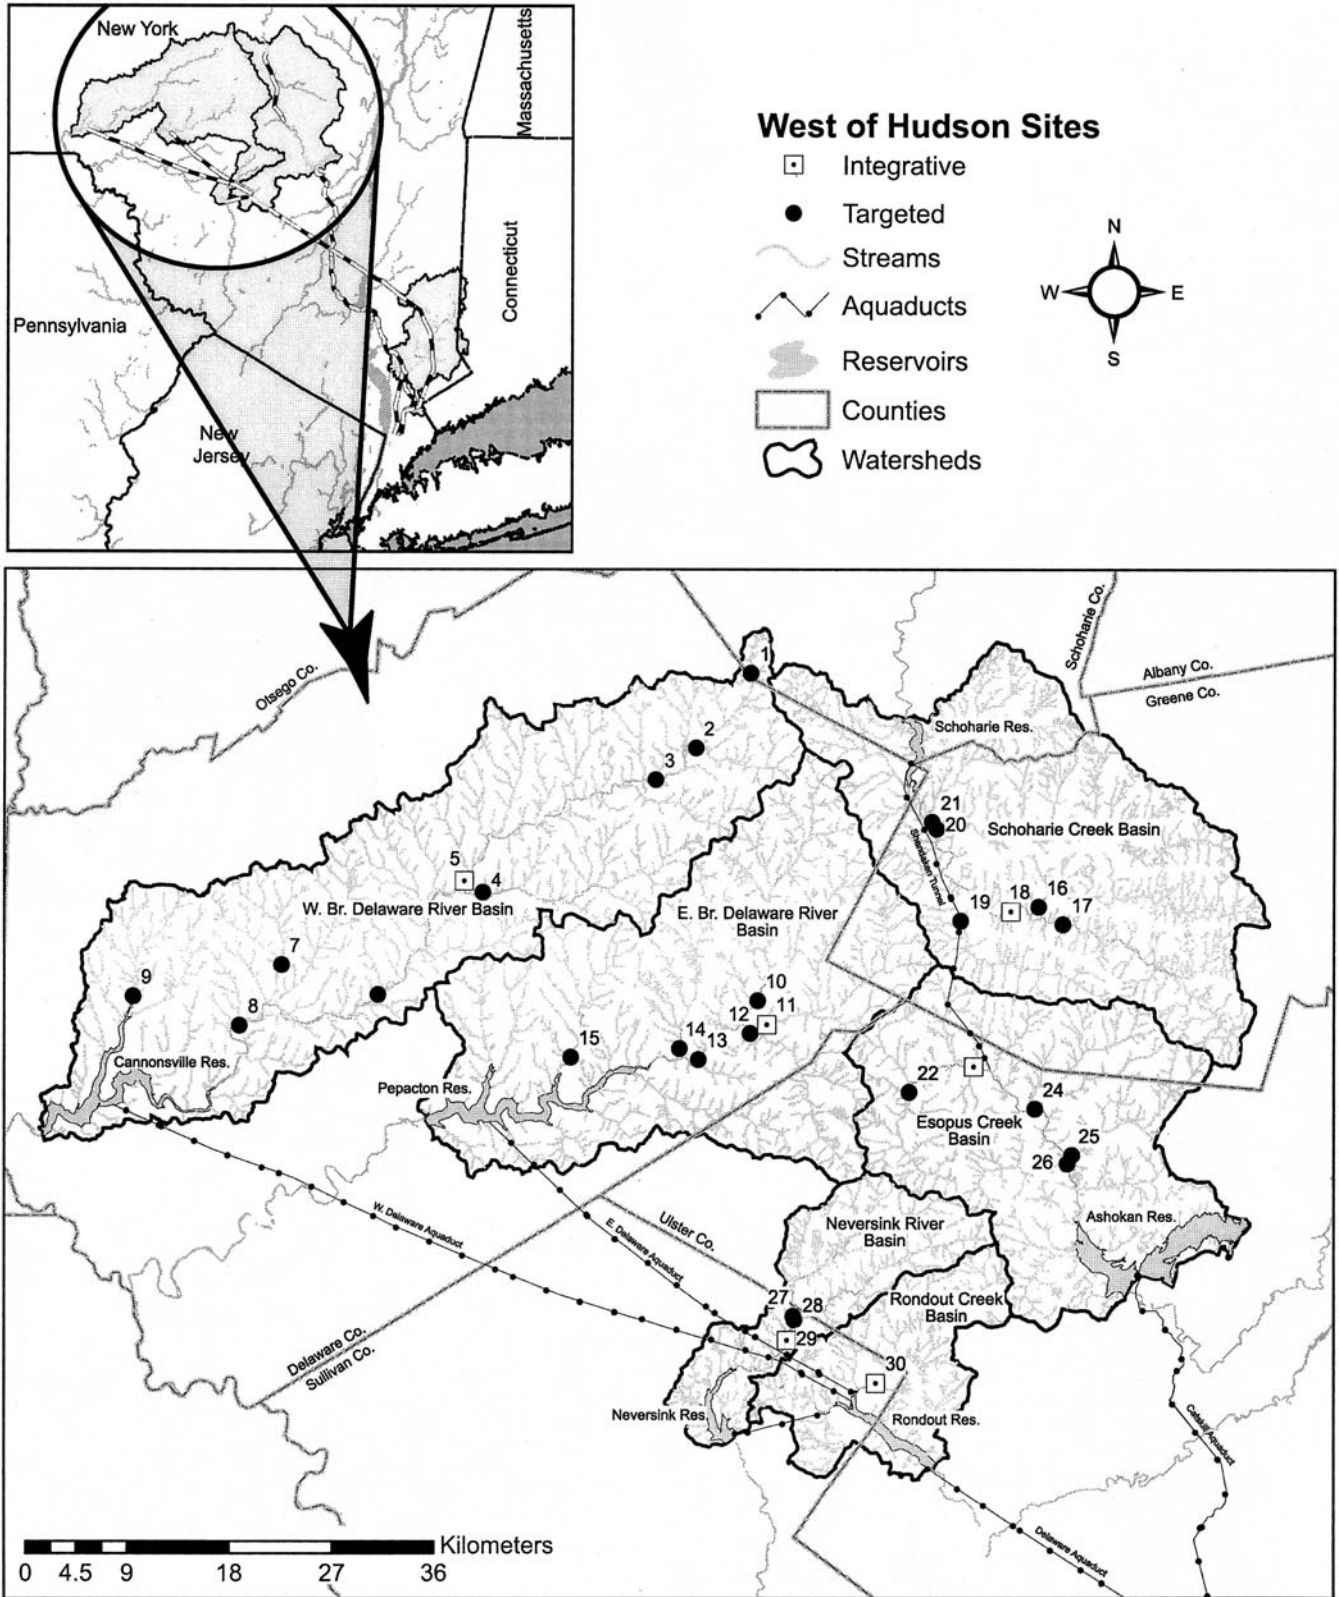 New York
Massachusetts
Connecticut
Pennsylvania
New
Jersey
West of Hudson Sites
Integrative
Targeted
Streams
Aquaducts
Reservoirs
Counties
Watersheds
N
W
E
S
Otsego Co.
Schoharie Co.
Albany Co.
Greene Co.
1
Schoharie Res.
2
3
21
20
Schoharie Creek Basin
Shandaken Tunnel
5
4
W. Br. Delaware River Basin
E. Br. Delaware River
Basin
19
18
16
17
7
9
8
10
11
12
14
13
15
Cannonsville Res.
Pepacton Res.
22
24
Esopus Creek
Basin
25
26
W. Delaware Aquaduct
E. Delaware Aquaduct
Ulster Co.
Neversink River
Basin
Ashokan Res.
Rondout Creek
Basin
27
28
29
30
Delaware Co.
Sullivan Co.
Neversink Res.
Rondout Res.
Catskill Aquaduct
Delaware Aquaduct
Kilometers
0 4.5 9 18 27 36